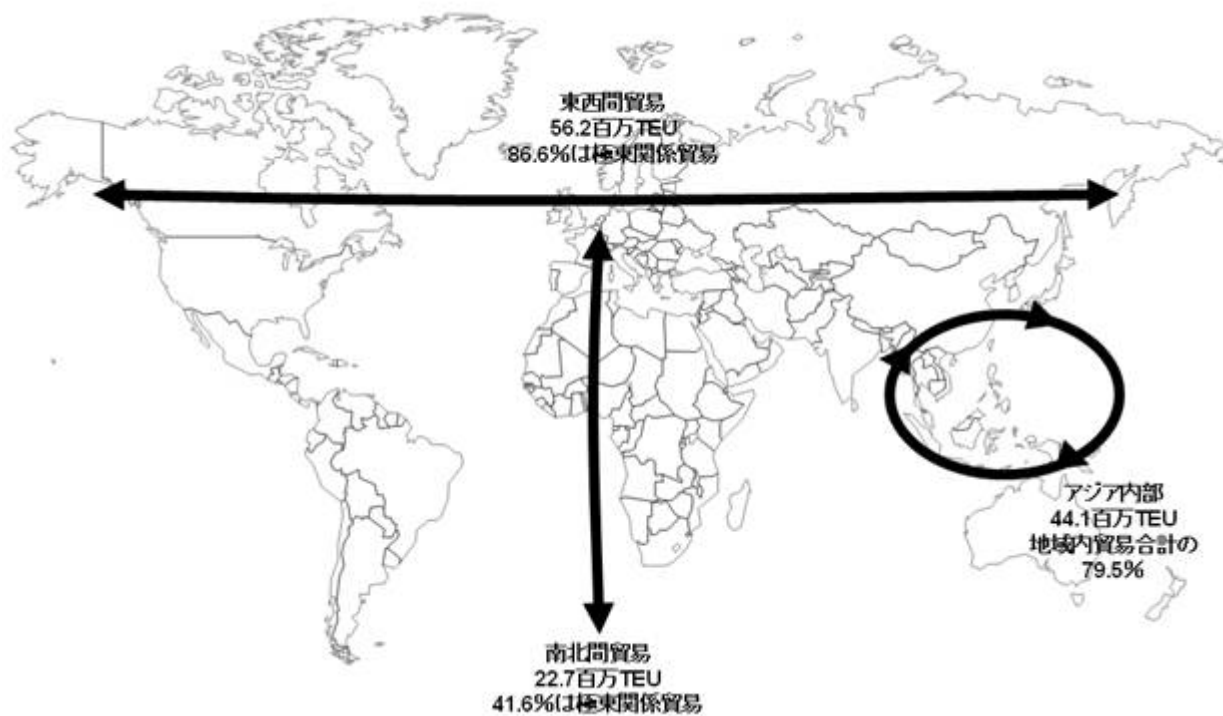 東西間貿易
56.2百万TEU
86.6%は極東関係貿易
アジア内部
44.1百万TEU
地域内貿易合計の
79.5%
南北間貿易
22.7百万TEU
41.6%は極東関係貿易